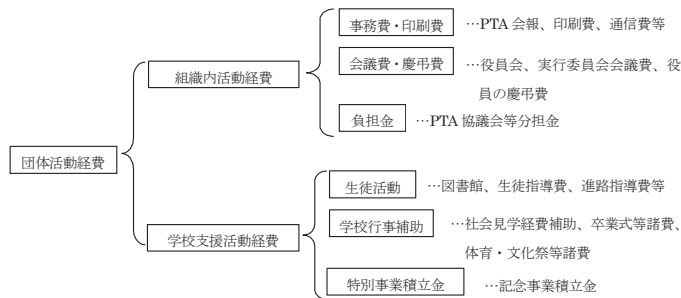 事務費・印刷費 …PTA 会報、印刷費、通信費等
組織内活動経費
会議費・慶弔費 …役員会、実行委員会会議費、役
員の慶弔費
負担金 …PTA 協議会等分担金
団体活動経費
生徒活動 …図書館、生徒指導費、進路指導費等
学校支援活動経費
学校行事補助 …社会見学経費補助、卒業式等諸費、
体育・文化祭等諸費
特別事業積立金 …記念事業積立金